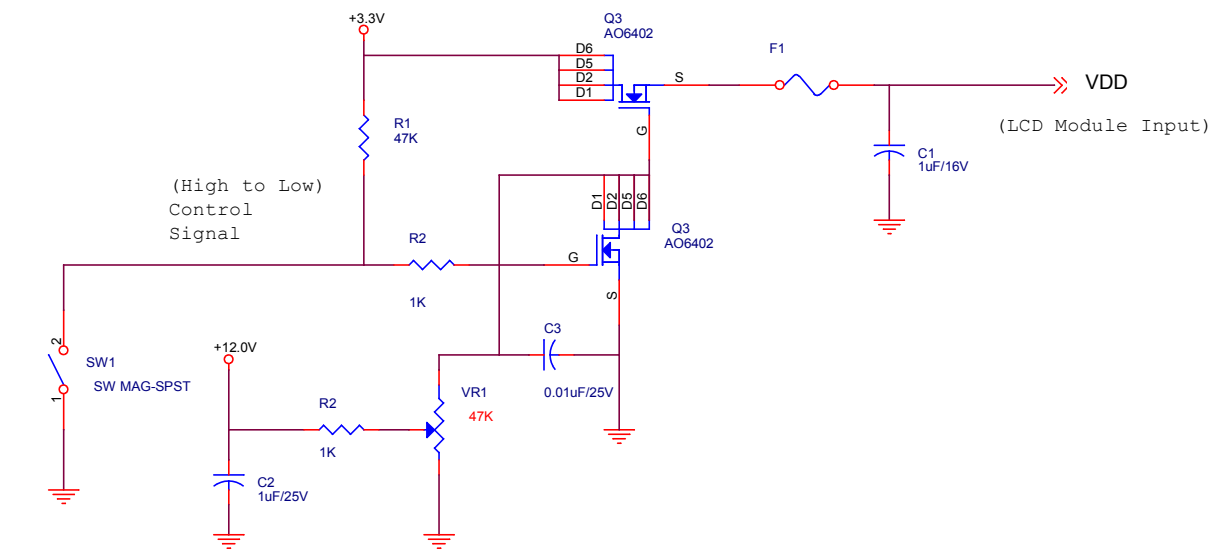 +3.3V
Q3
AO6402
D6
D5
D2
D1
S
G
F1
VDD
(LCD Module Input)
R1
47K
C1
1uF/16V
(High to Low)
Control
Signal
D1
D2
D5
D6
Q3
AO6402
R2
1K
G
S
2
1
SW1
SW MAG-SPST
+12.0V
C3
0.01uF/25V
R2
1K
VR1
47K
C2
1uF/25V